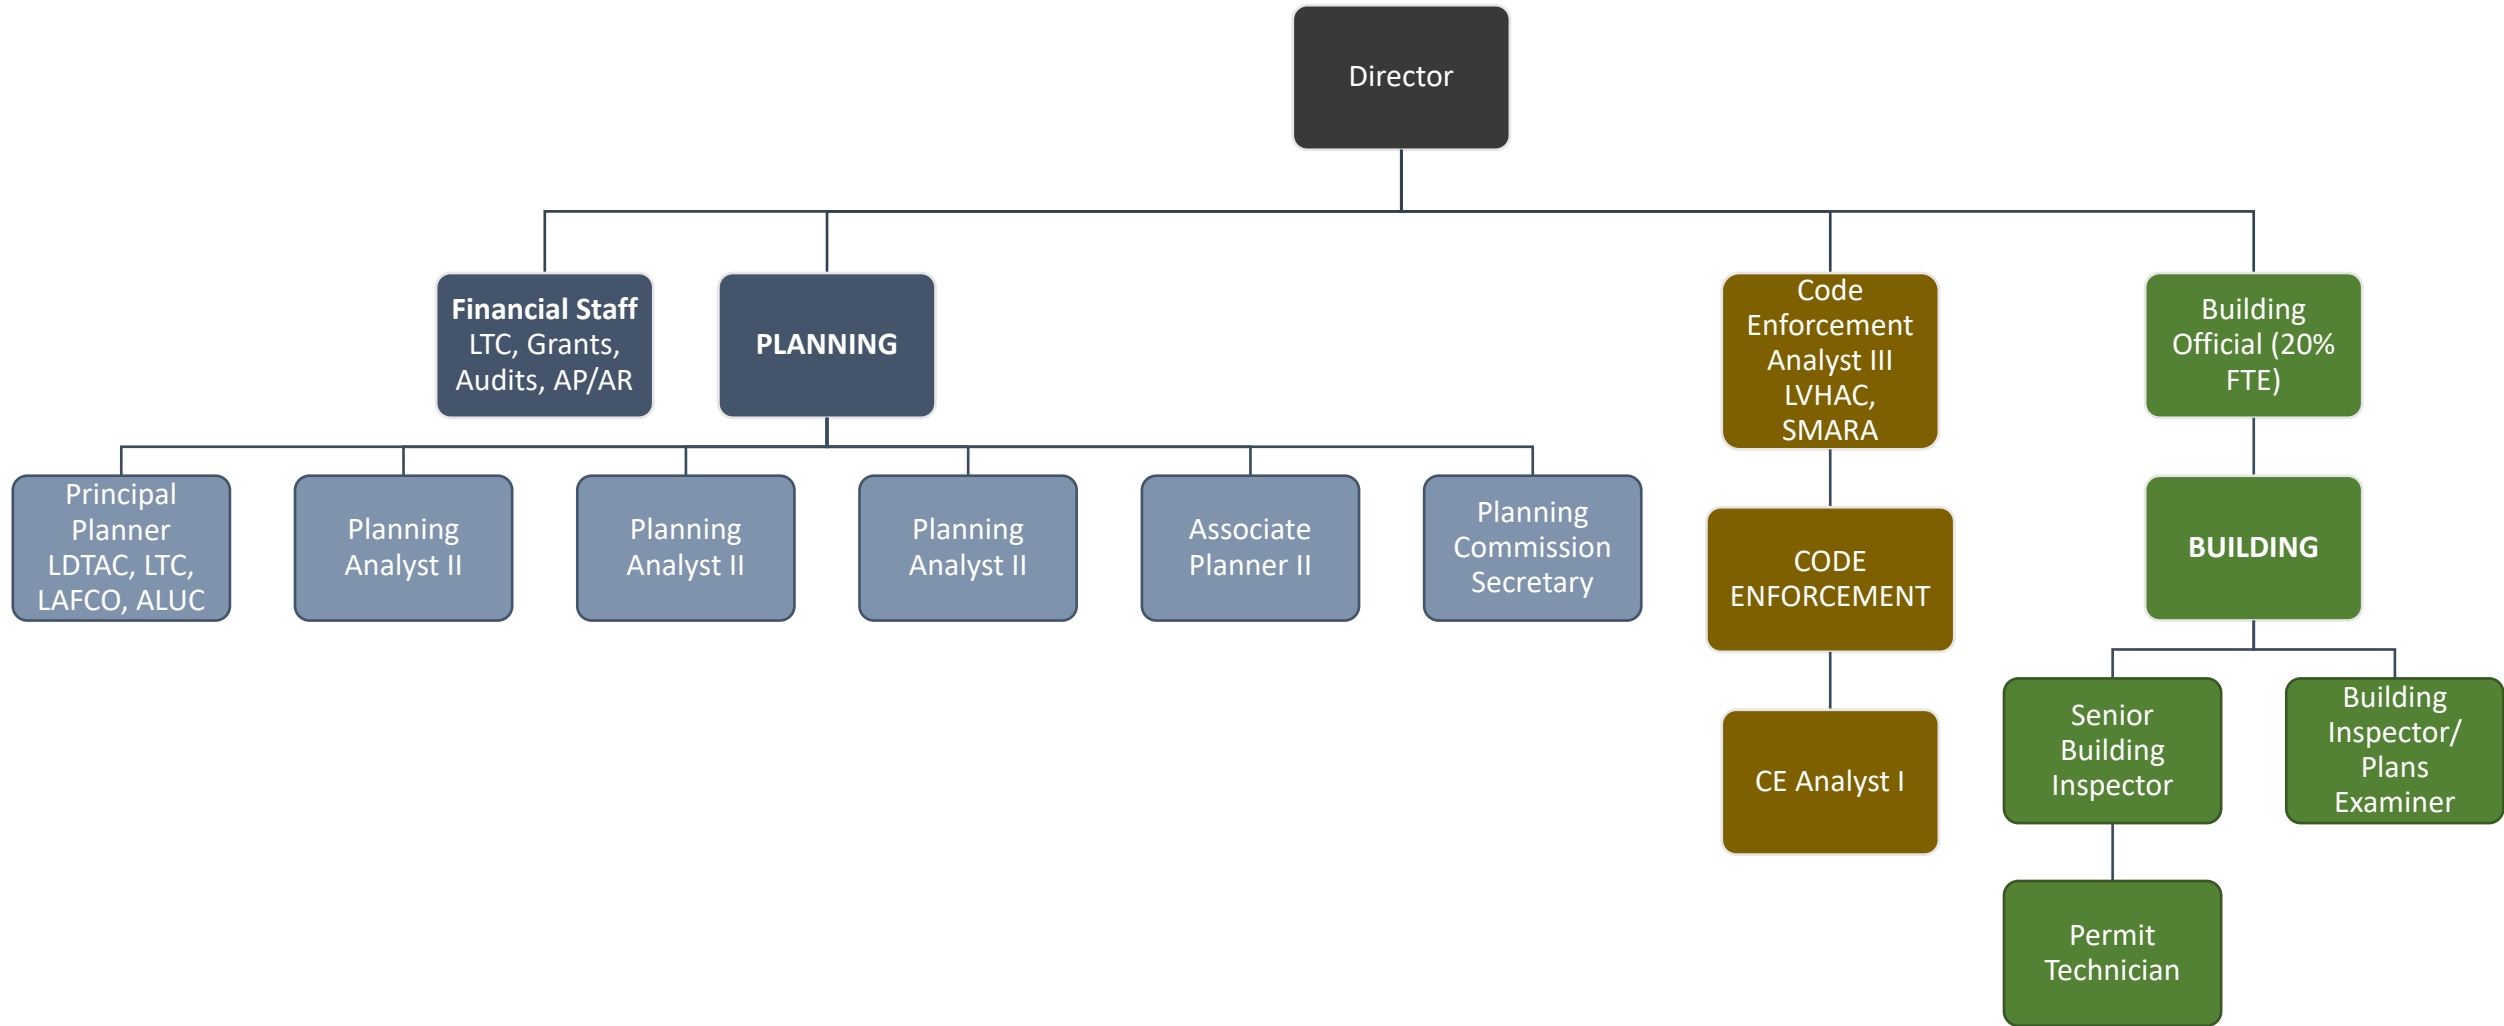 Director
Financial Staff
LTC, Grants,
Audits, AP/AR
PLANNING
Code
Enforcement
Analyst III
LVHAC,
SMARA
Building
Official (20%
FTE)
Principal
Planner
LDTAC, LTC,
LAFCO, ALUC
Planning
Analyst II
Planning
Analyst II
Planning
Analyst II
Associate
Planner II
Planning
Commission
Secretary
CODE
ENFORCEMENT
BUILDING
CE Analyst I
Senior
Building
Inspector
Building
Inspector/
Plans
Examiner
Permit
Technician